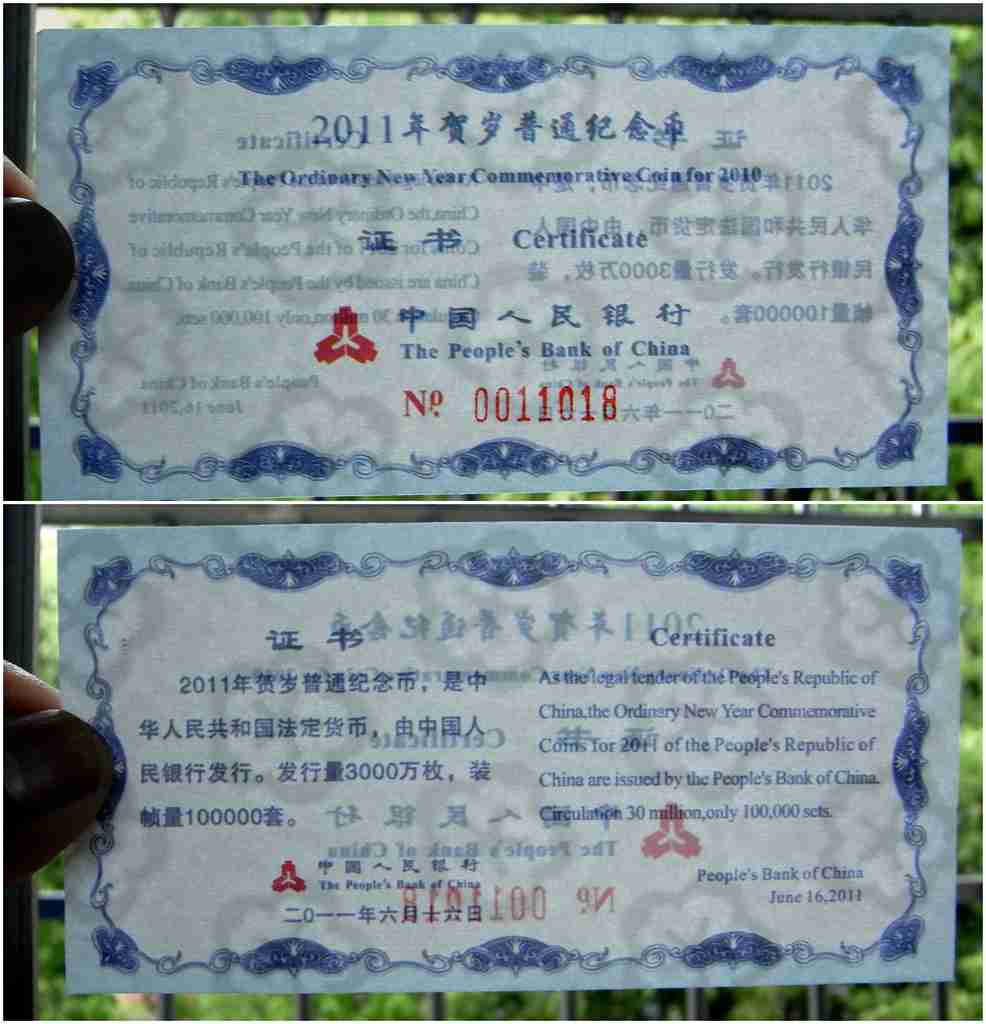 2011年贺岁普通纪念币
The Ordinary New Year Commemorative Coin for 2010
证书 Certificate
中国人民银行
The People's Bank of China
Nº 0011018
证书
2011年贺岁普通纪念币，是中
华人民共和国法定货币，由中国人
民银行发行。发行量3000万枚，装
帧量100000套。
中国人民银行
The People's Bank of China
二〇一一年六月十六日
Certificate
As the legal tender of the People's Republic of
China,the Ordinary New Year Commemorative
Coins for 2011 of the People's Republic of
China are issued by the People's Bank of China.
Circulation 30 million,only 100,000 sets.
People's Bank of China
June 16,2011